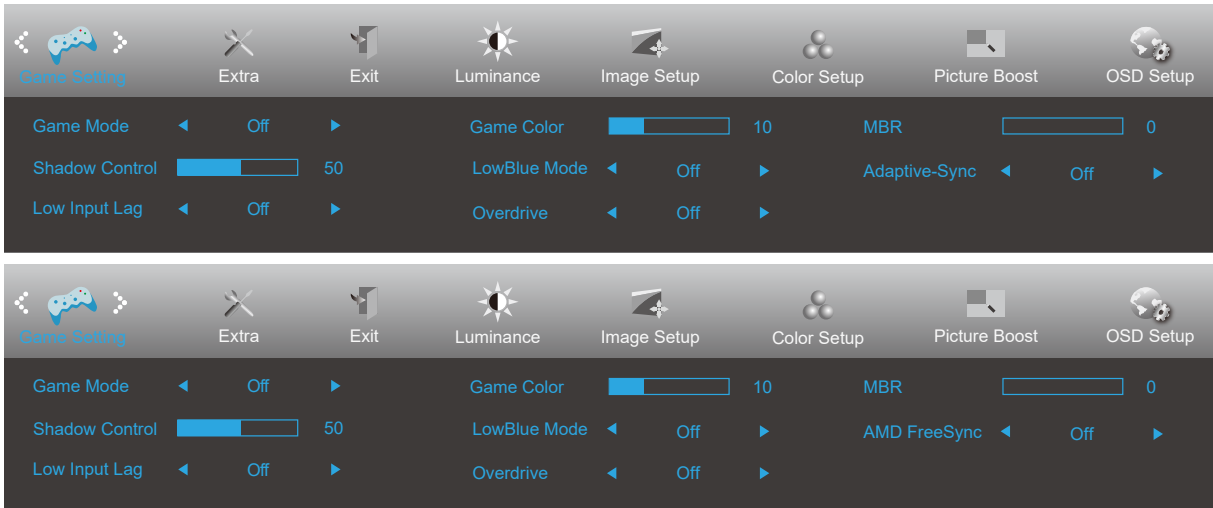 Game Setting Extra Exit Luminance Image Setup Color Setup Picture Boost OSD Setup
Game Mode Off Game Color 10 MBR 0
Shadow Control 50 LowBlue Mode Off Adaptive-Sync Off
Low Input Lag Off Overdrive Off
Game Setting Extra Exit Luminance Image Setup Color Setup Picture Boost OSD Setup
Game Mode Off Game Color 10 MBR 0
Shadow Control 50 LowBlue Mode Off AMD FreeSync Off
Low Input Lag Off Overdrive Off